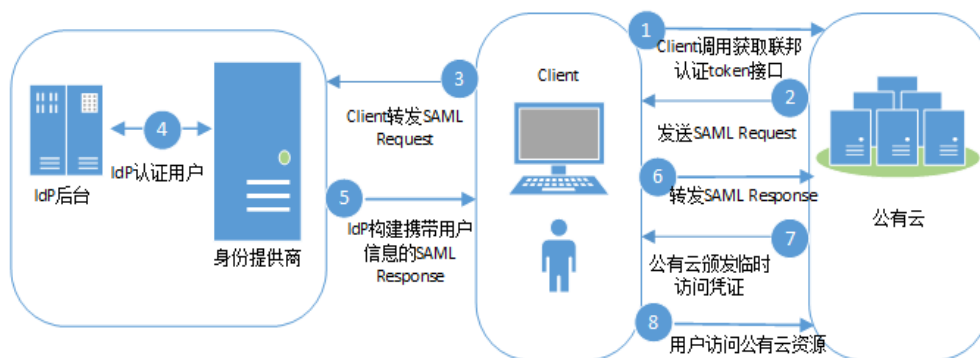 1
Client调用获取联邦
认证token接口
Client
3
2
Client转发SAML
Request
发送SAML Request
4
IdP认证用户
IdP后台
5
6
转发SAML Response
公有云
IdP构建携带用户
信息的SAML
Response
身份提供商
7
公有云颁发临时
访问凭证
8
用户访问公有云资源